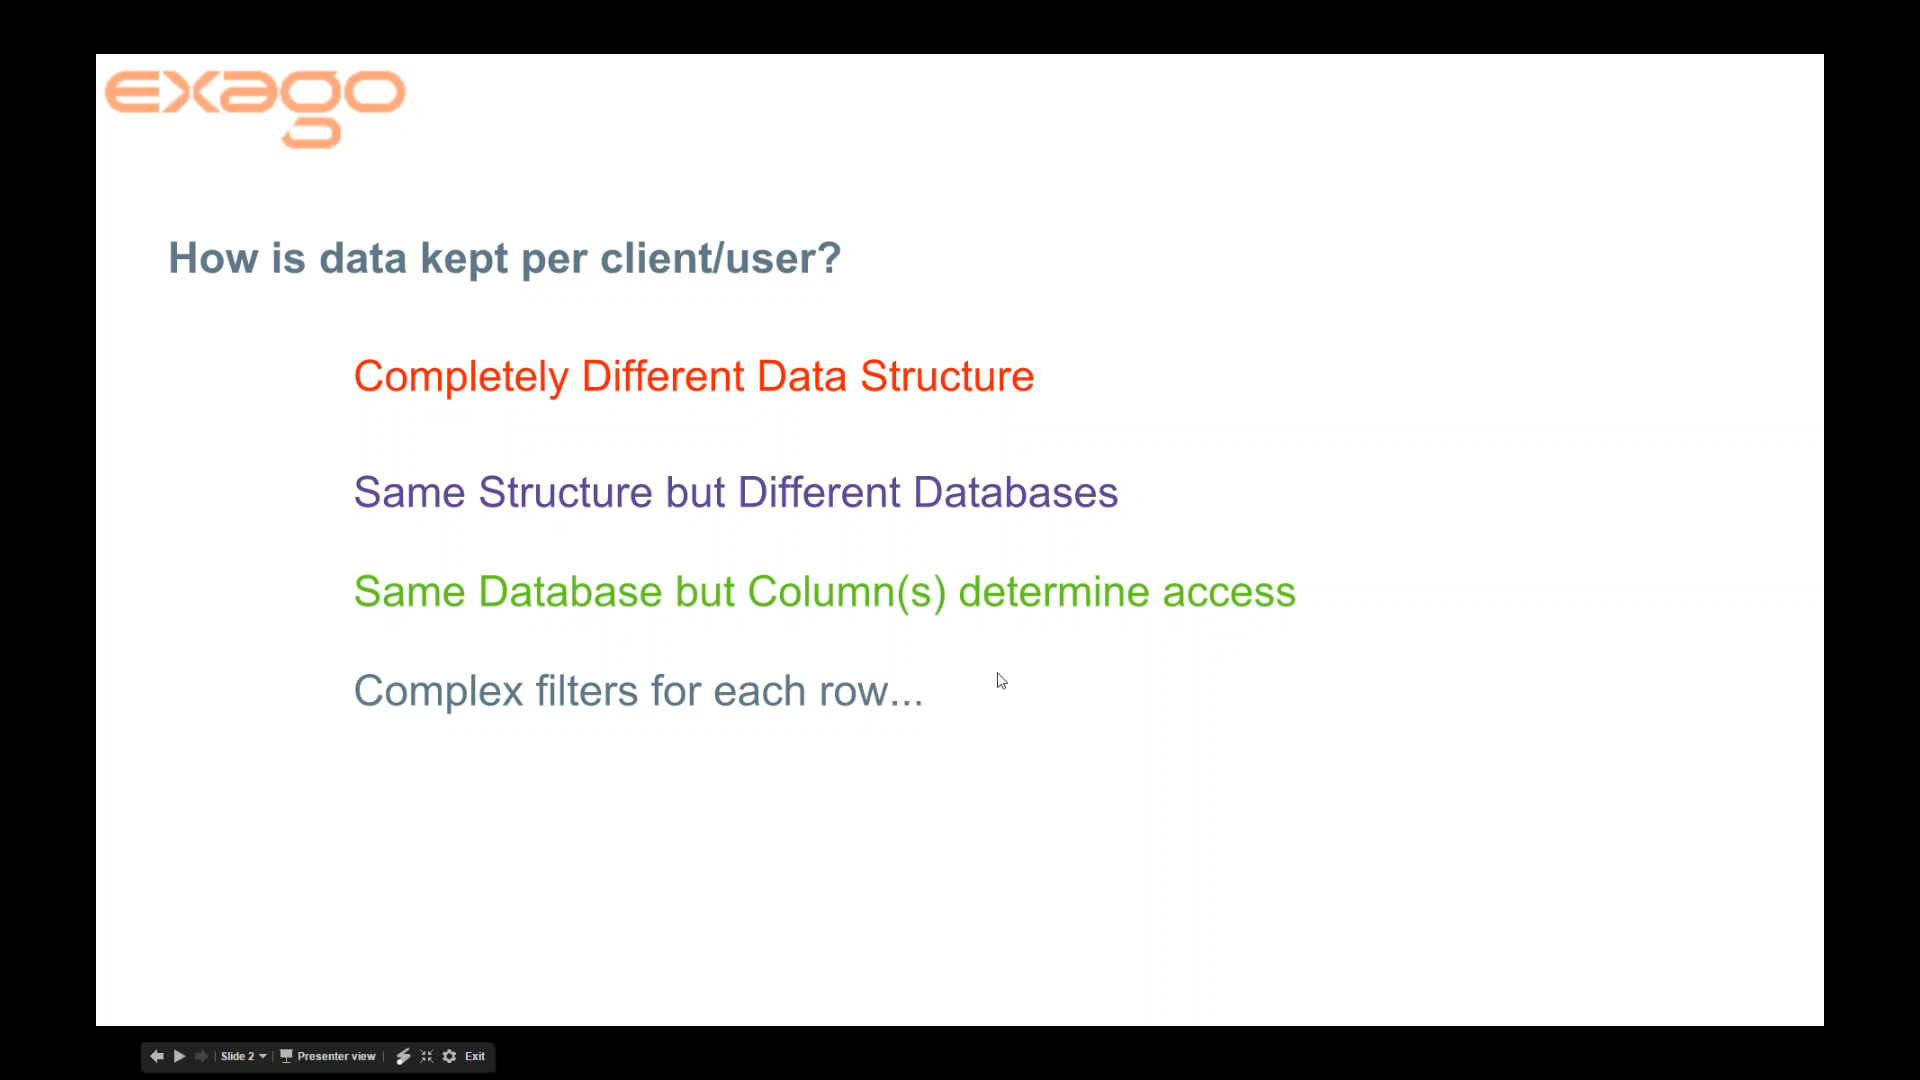 exago
How is data kept per client/user?
Completely Different Data Structure
Same Structure but Different Databases
Same Database but Column(s) determine access
Complex filters for each row...
Slide 2 Presenter view Exit